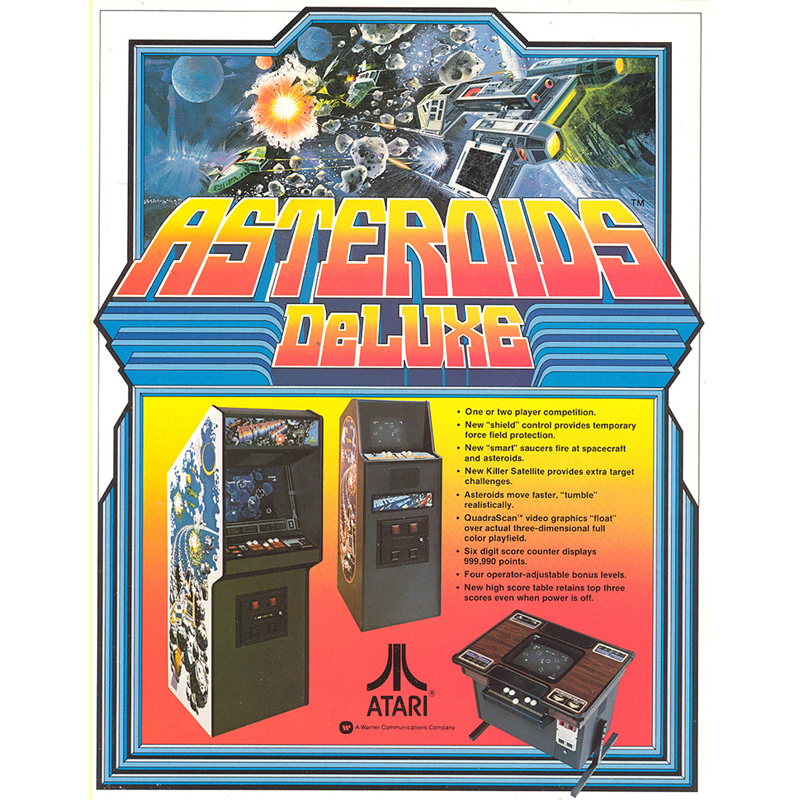 ASTEROIDS™
DeLUXE
• One or two player competition.
• New “shield” control provides temporary
force field protection.
• New “smart” saucers fire at spacecraft
and asteroids.
• New Killer Satellite provides extra target
challenges.
• Asteroids move faster, “tumble”
realistically.
• QuadraScan™ video graphics “float”
over actual three-dimensional full
color playfield.
• Six digit score counter displays
999,990 points.
• Four operator-adjustable bonus levels.
• New high score table retains top three
scores even when power is off.
ASTEROIDS
ASTEROIDS
ATARI®
A Warner Communications Company